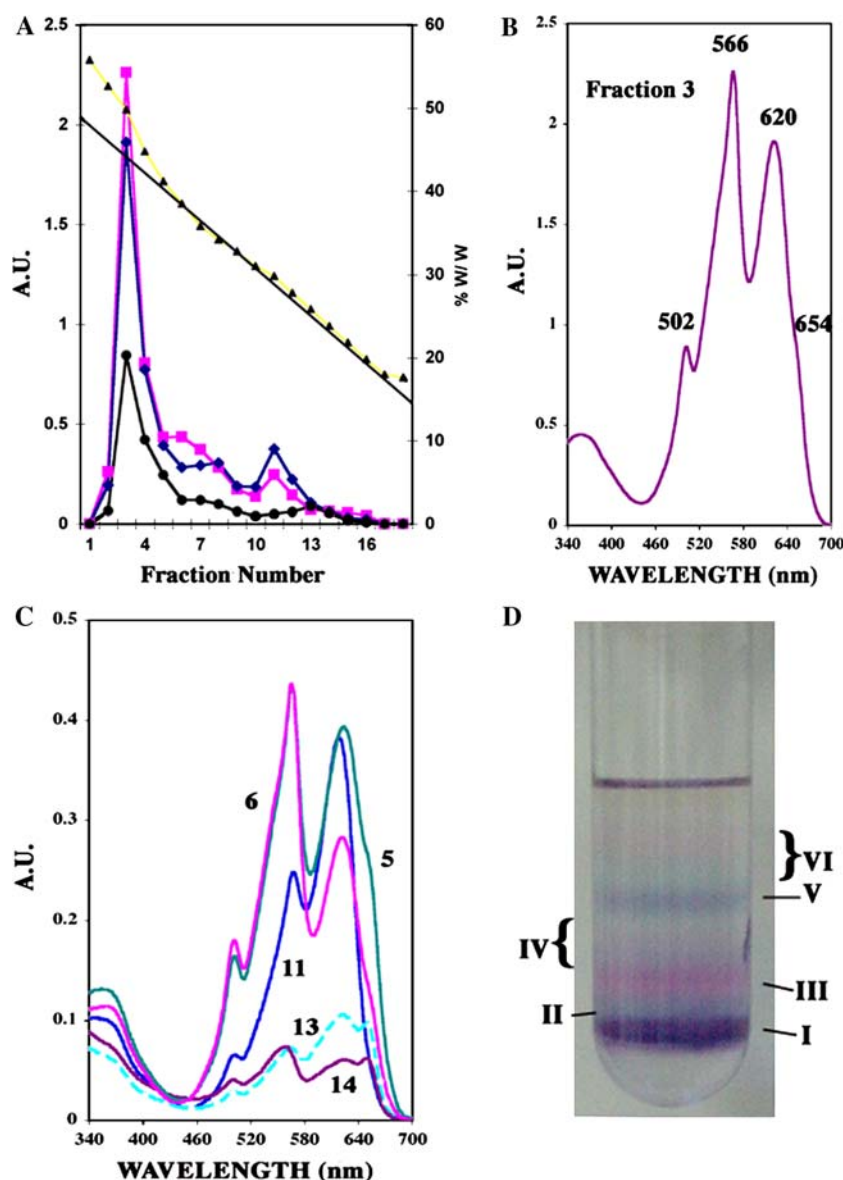 A
2.5
2
1.5
1
0.5
0
A.U.
60
50
40
30
20
10
0
% W/W
1 4 7 10 13 16
Fraction Number
B
2.5
2
1.5
1
0.5
0
A.U.
566
Fraction 3
620
502
654
340 400 460 520 580 640 700
WAVELENGTH (nm)
C
0.5
0.4
0.3
0.2
0.1
0
A.U.
6
5
11
13
14
340 400 460 520 580 640 700
WAVELENGTH (nm)
D
VI
V
IV
III
II
I